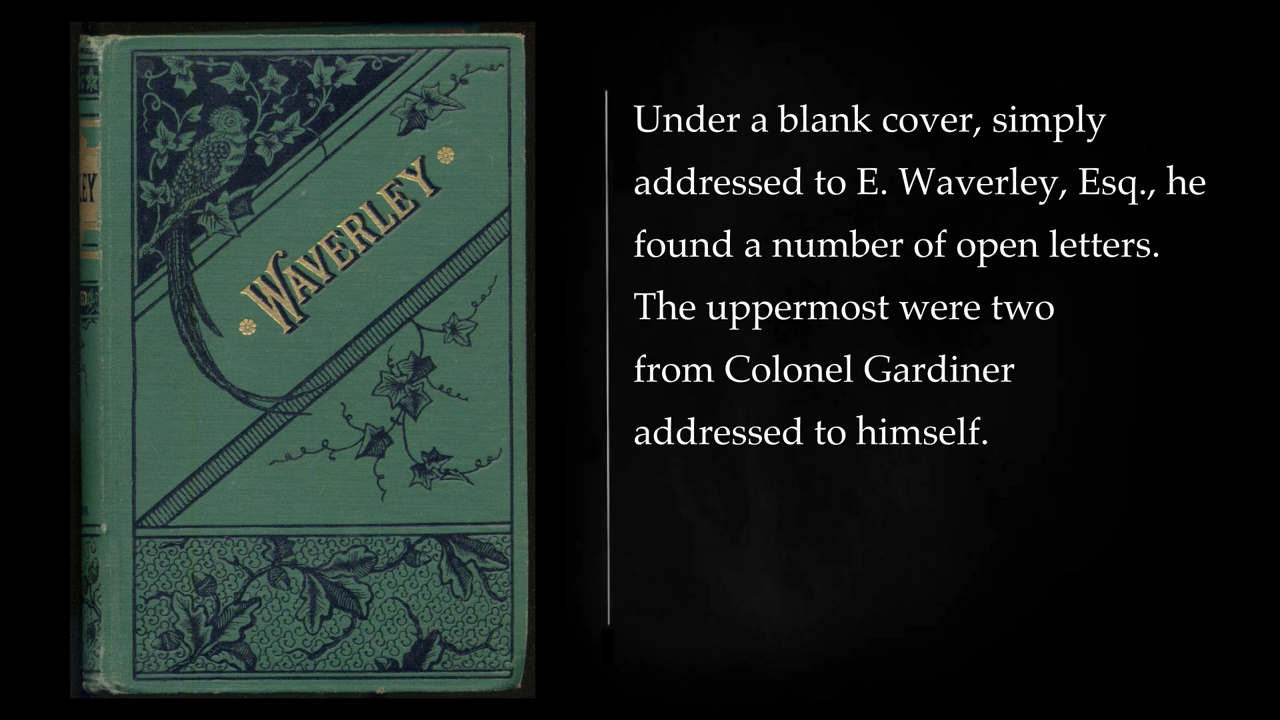 WAVERLEY
Under a blank cover, simply
addressed to E. Waverley, Esq., he
found a number of open letters.
The uppermost were two
from Colonel Gardiner
addressed to himself.